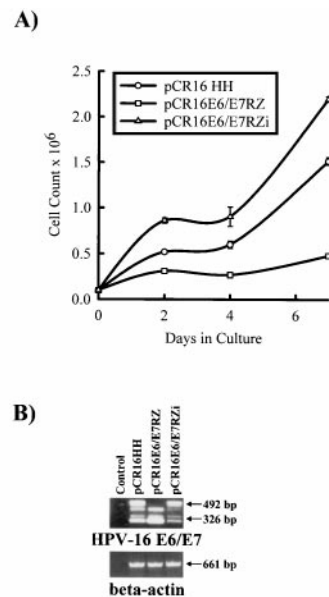 A)
pCR16 HH
pCR16E6/E7RZ
pCR16E6/E7RZi
Cell Count x 10⁶
2.5
2.0
1.5
1.0
0.5
0.0
0 2 4 6
Days in Culture
B)
Control
pCR16HH
pCR16E6/E7RZ
pCR16E6/E7RZi
492 bp
326 bp
HPV-16 E6/E7
661 bp
beta-actin